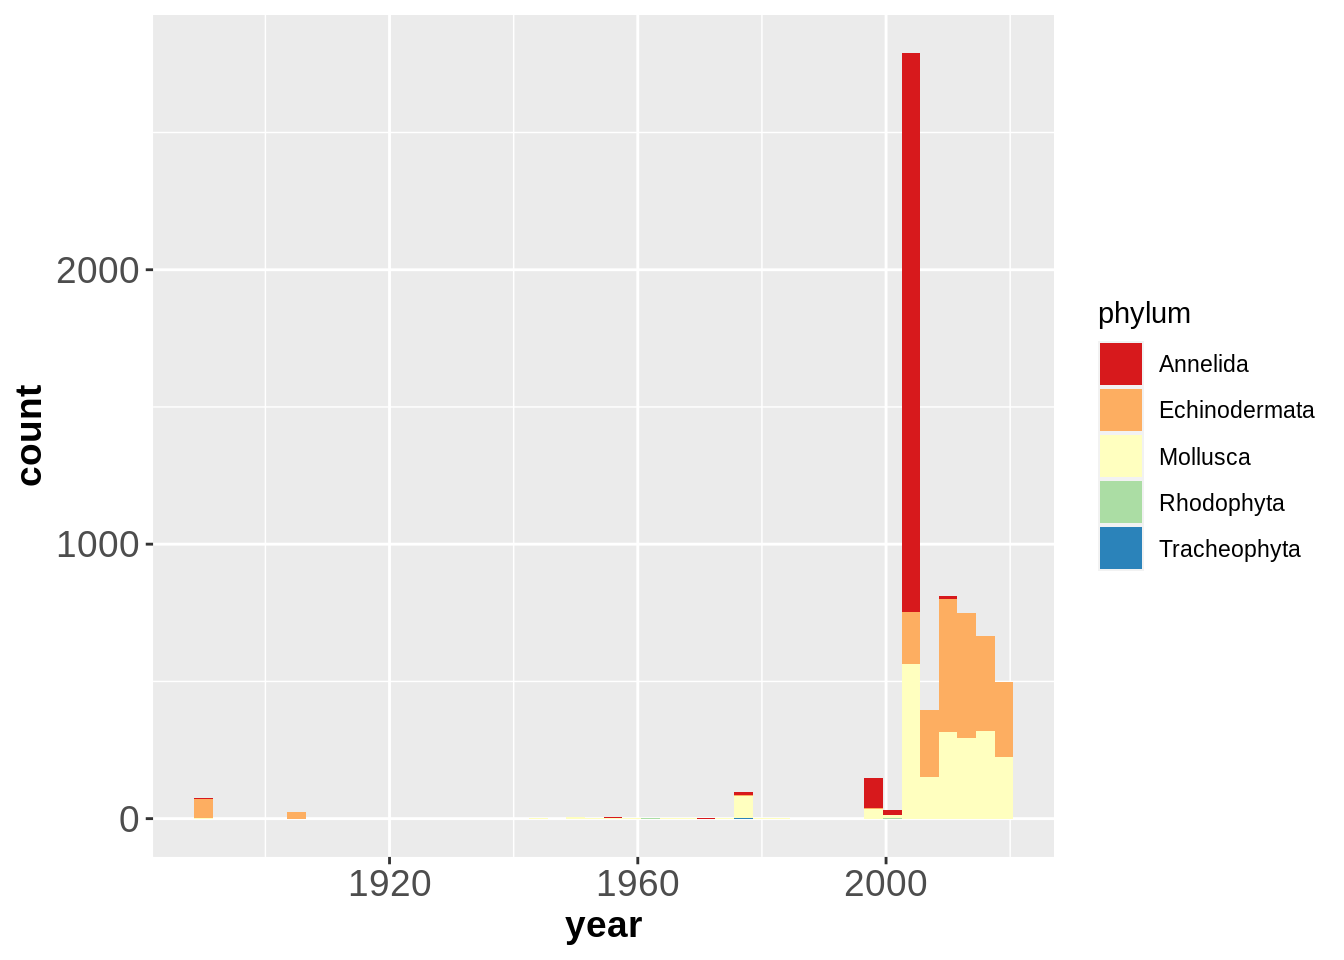 2000
1000
0
count
1920 1960 2000
year
phylum
Annelida
Echinodermata
Mollusca
Rhodophyta
Tracheophyta